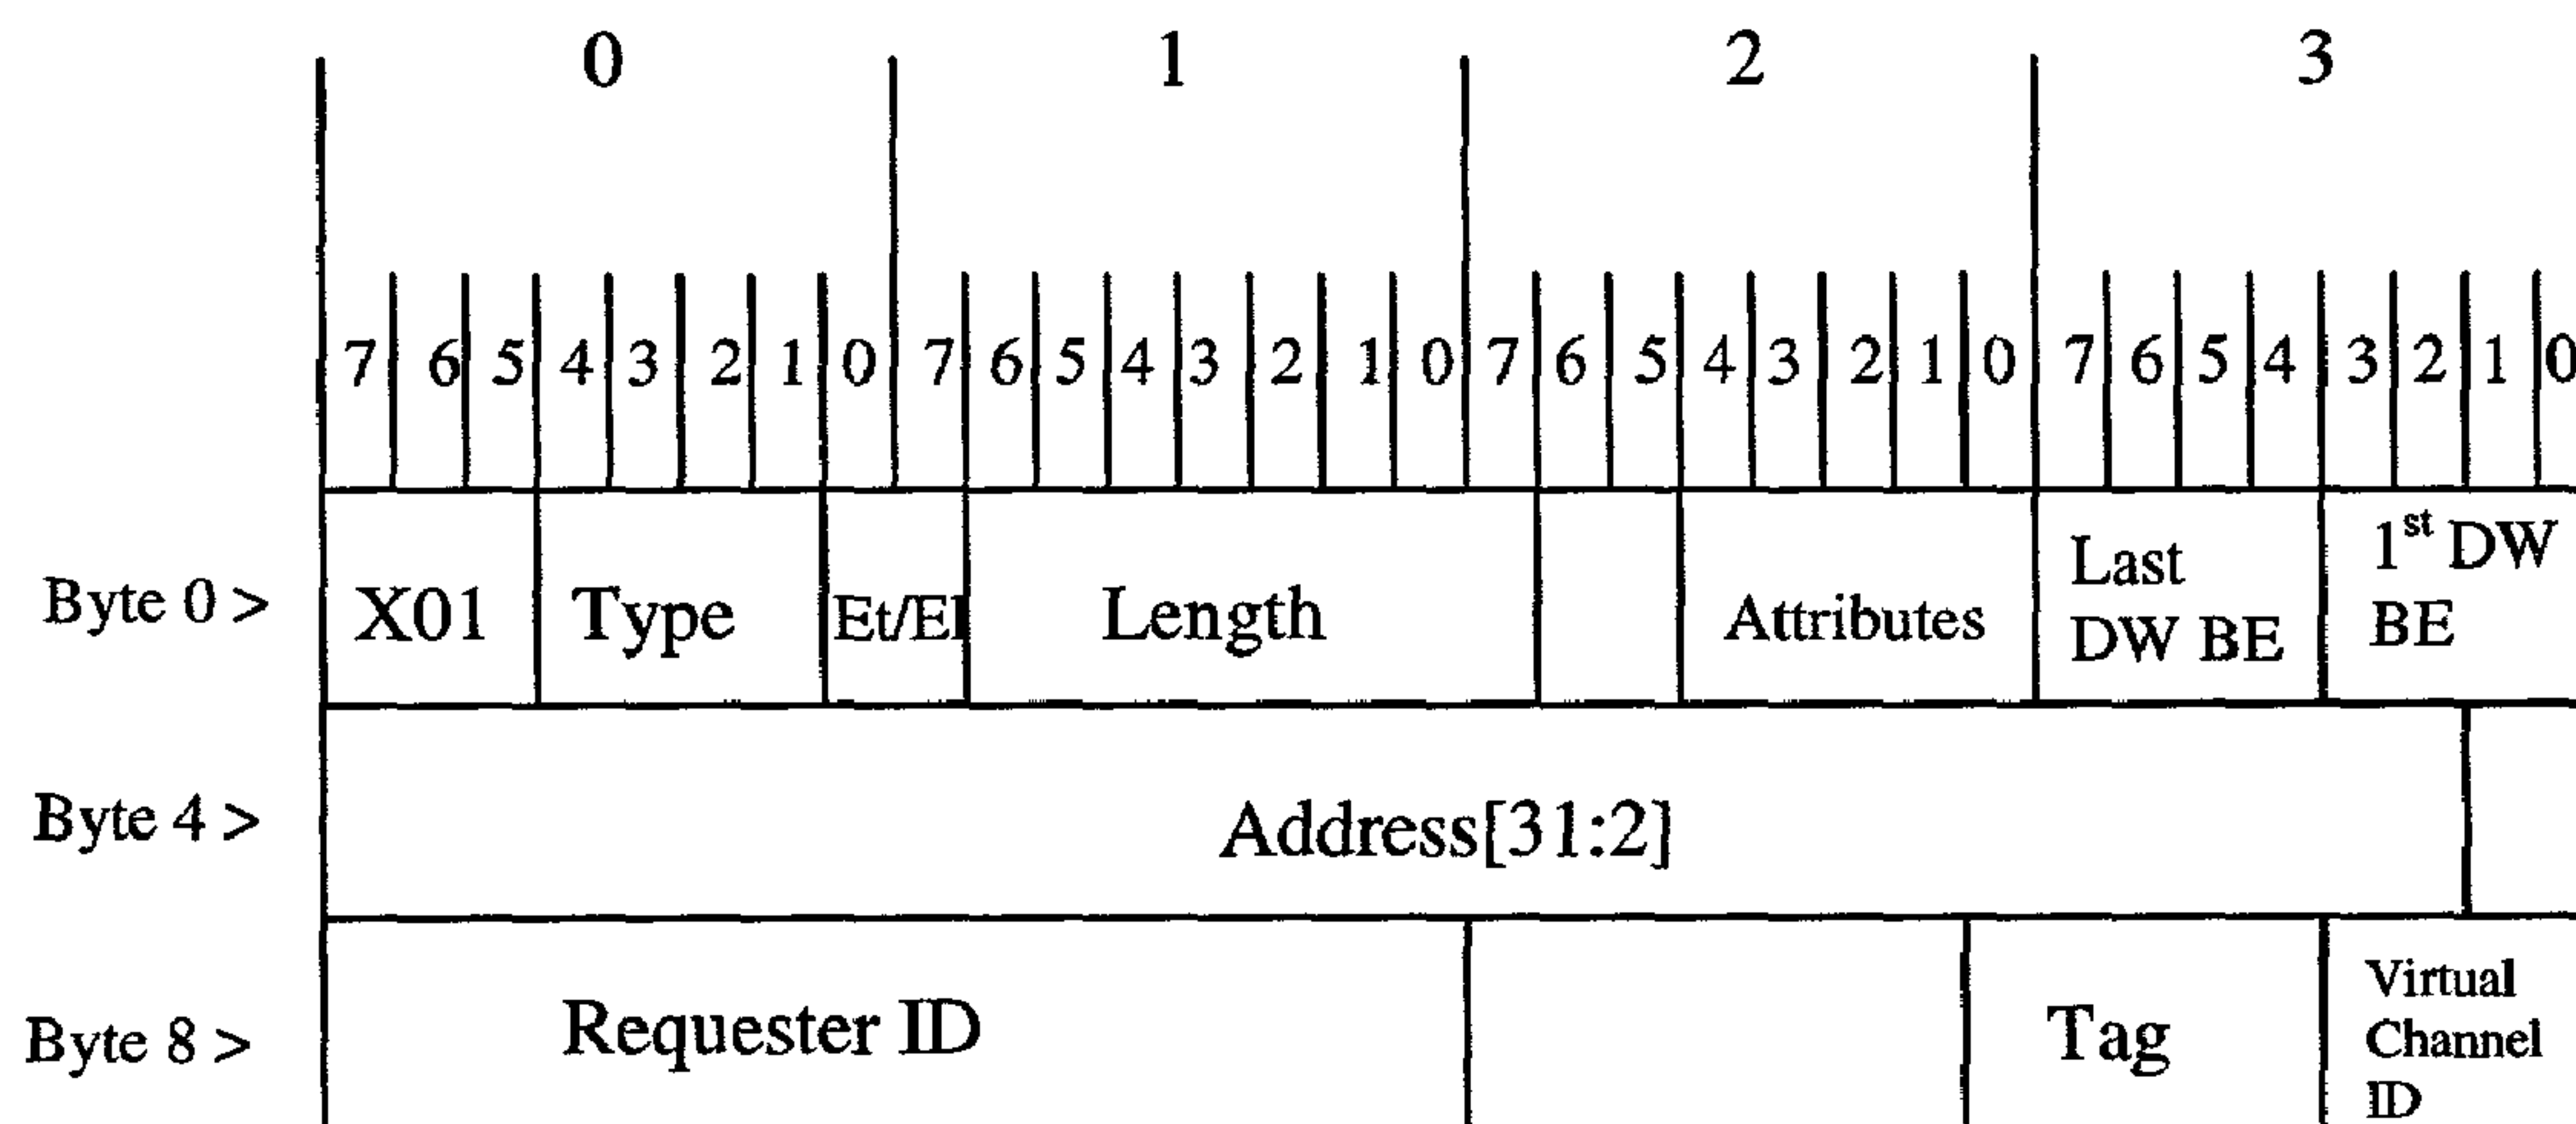 0 1 2 3
7 6 5 4 3 2 1 0 7 6 5 4 3 2 1 0 7 6 5 4 3 2 1 0 7 6 5 4 3 2 1 0
Byte 0 >
X01
Type
Et/El
Length
Attributes
Last
DW BE
1st DW
BE
Byte 4 >
Address[31:2]
Byte 8 >
Requester ID
Tag
Virtual
Channel
ID